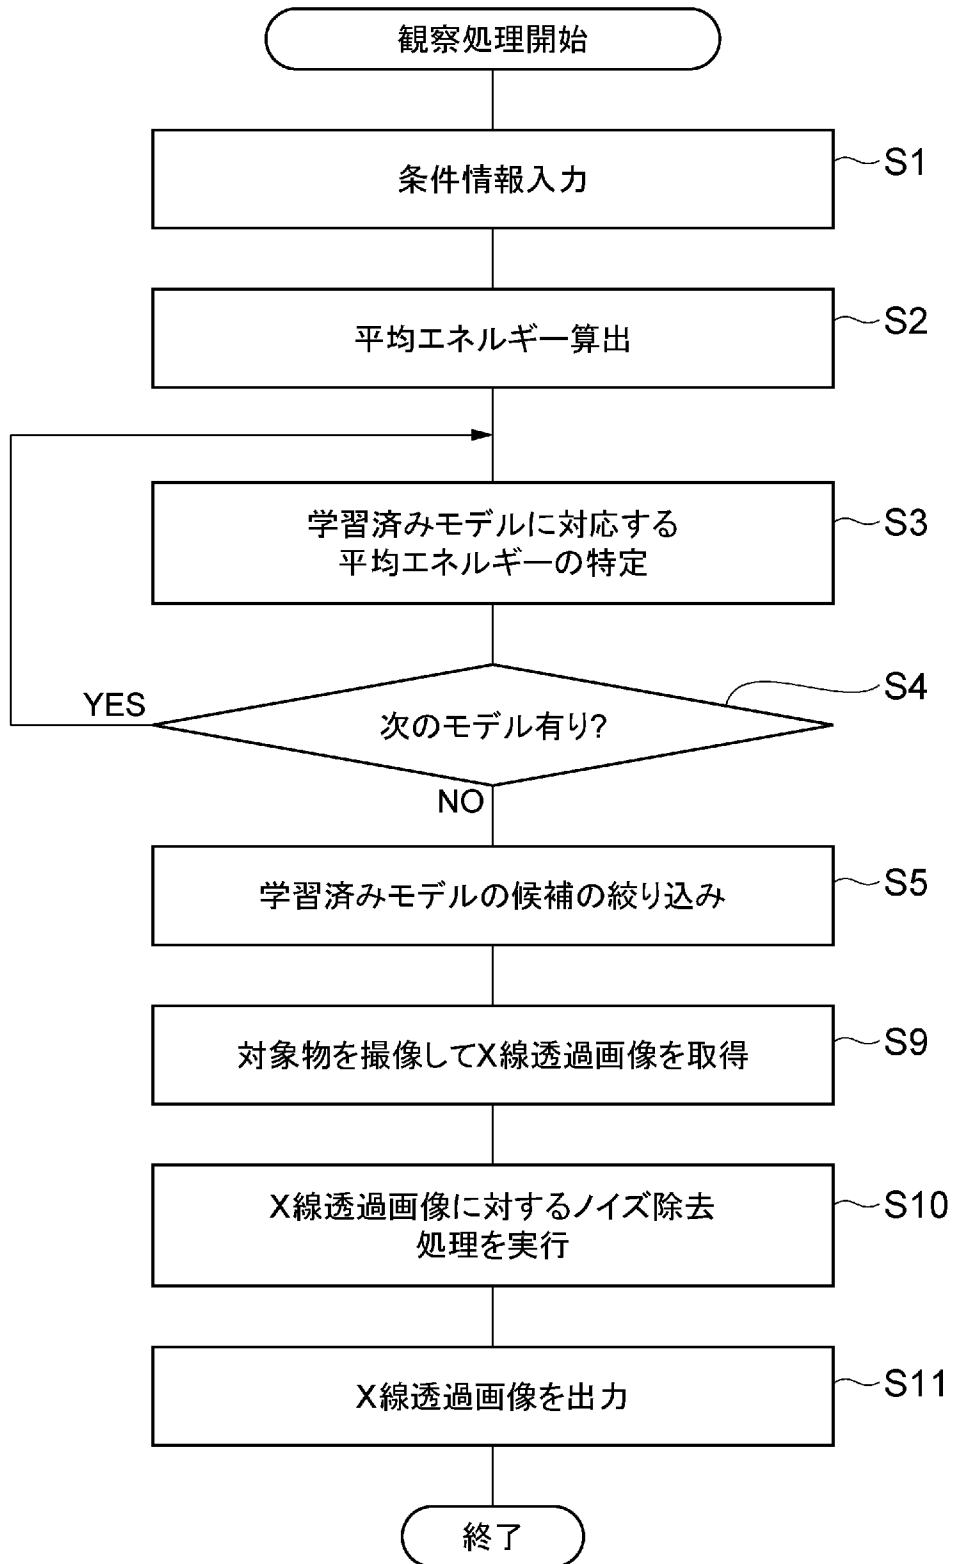 観察処理開始
条件情報入力
S1
平均エネルギー算出
S2
学習済みモデルに対応する
平均エネルギーの特定
S3
次のモデル有り?
S4
YES
NO
学習済みモデルの候補の絞り込み
S5
対象物を撮像してX線透過画像を取得
S9
X線透過画像に対するノイズ除去
処理を実行
S10
X線透過画像を出力
S11
終了